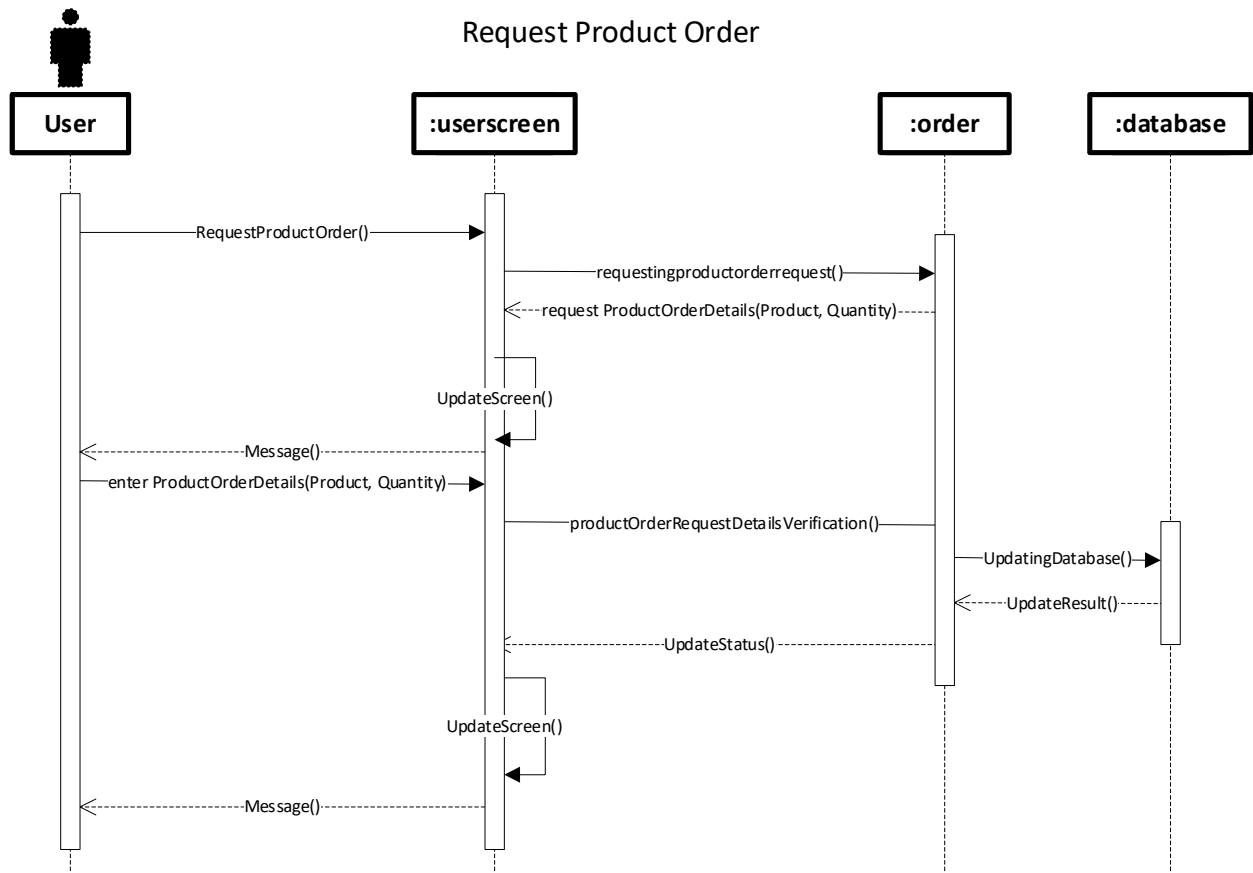 Request Product Order
User
:userscreen
:order
:database
RequestProductOrder()
requestingproductorderrequest()
request ProductOrderDetails(Product, Quantity)
UpdateScreen()
Message()
enter ProductOrderDetails(Product, Quantity)
productOrderRequestDetailsVerification()
UpdatingDatabase()
UpdateResult()
UpdateStatus()
UpdateScreen()
Message()